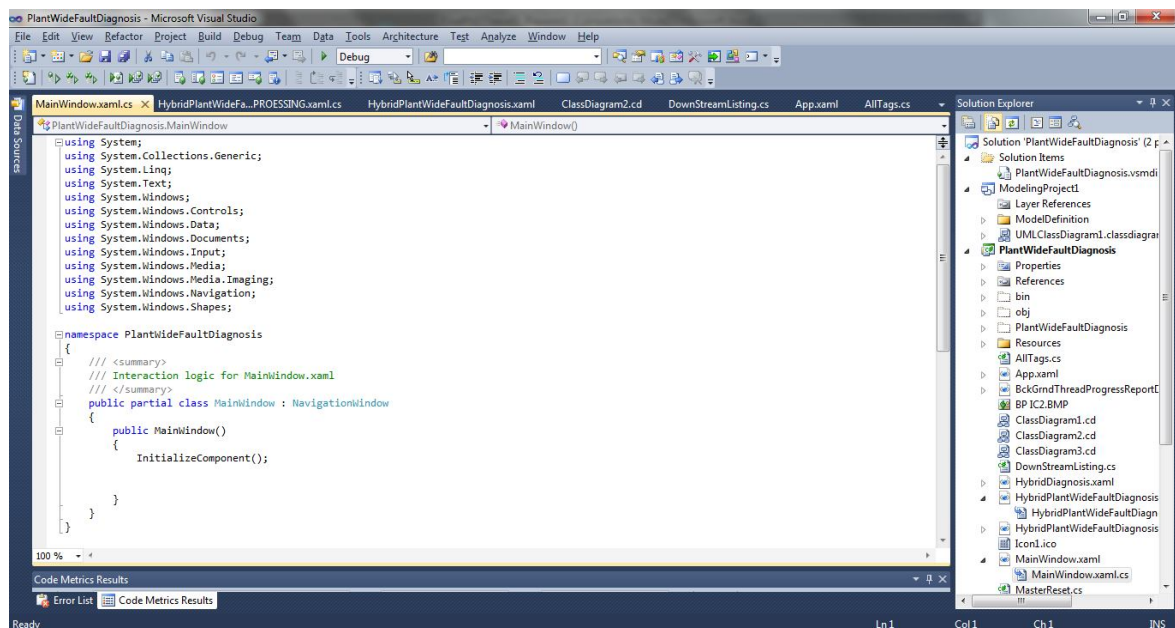 PlantWideFaultDiagnosis - Microsoft Visual Studio
File Edit View Refactor Project Build Debug Team Data Tools Architecture Test Analyze Window Help
Debug
MainWindow.xaml.cs HybridPlantWideFa...PROESSING.xaml.cs HybridPlantWideFaultDiagnosis.xaml ClassDiagram2.cd DownStreamListing.cs App.xaml AllTags.cs
PlantWideFaultDiagnosis.MainWindow MainWindow()
Data Sources
using System;
using System.Collections.Generic;
using System.Linq;
using System.Text;
using System.Windows;
using System.Windows.Controls;
using System.Windows.Data;
using System.Windows.Documents;
using System.Windows.Input;
using System.Windows.Media;
using System.Windows.Media.Imaging;
using System.Windows.Navigation;
using System.Windows.Shapes;
namespace PlantWideFaultDiagnosis
{
/// <summary>
/// Interaction logic for MainWindow.xaml
/// </summary>
public partial class MainWindow : NavigationWindow
{
public MainWindow()
{
InitializeComponent();
}
}
}
100 %
Code Metrics Results
Error List Code Metrics Results
Solution Explorer
Solution 'PlantWideFaultDiagnosis' (2 p
Solution Items
PlantWideFaultDiagnosis.vsmdi
ModelingProject1
Layer References
ModelDefinition
UMLClassDiagram1.classdiagrar
PlantWideFaultDiagnosis
Properties
References
bin
obj
PlantWideFaultDiagnosis
Resources
AllTags.cs
App.xaml
BckGrndThreadProgressReportD
BP IC2.BMP
ClassDiagram1.cd
ClassDiagram2.cd
ClassDiagram3.cd
DownStreamListing.cs
HybridDiagnosis.xaml
HybridPlantWideFaultDiagnosis
HybridPlantWideFaultDiagn
HybridPlantWideFaultDiagnosis
Icon1.ico
MainWindow.xaml
MainWindow.xaml.cs
MasterReset.cs
Ready Ln 1 Col 1 Ch 1 INS